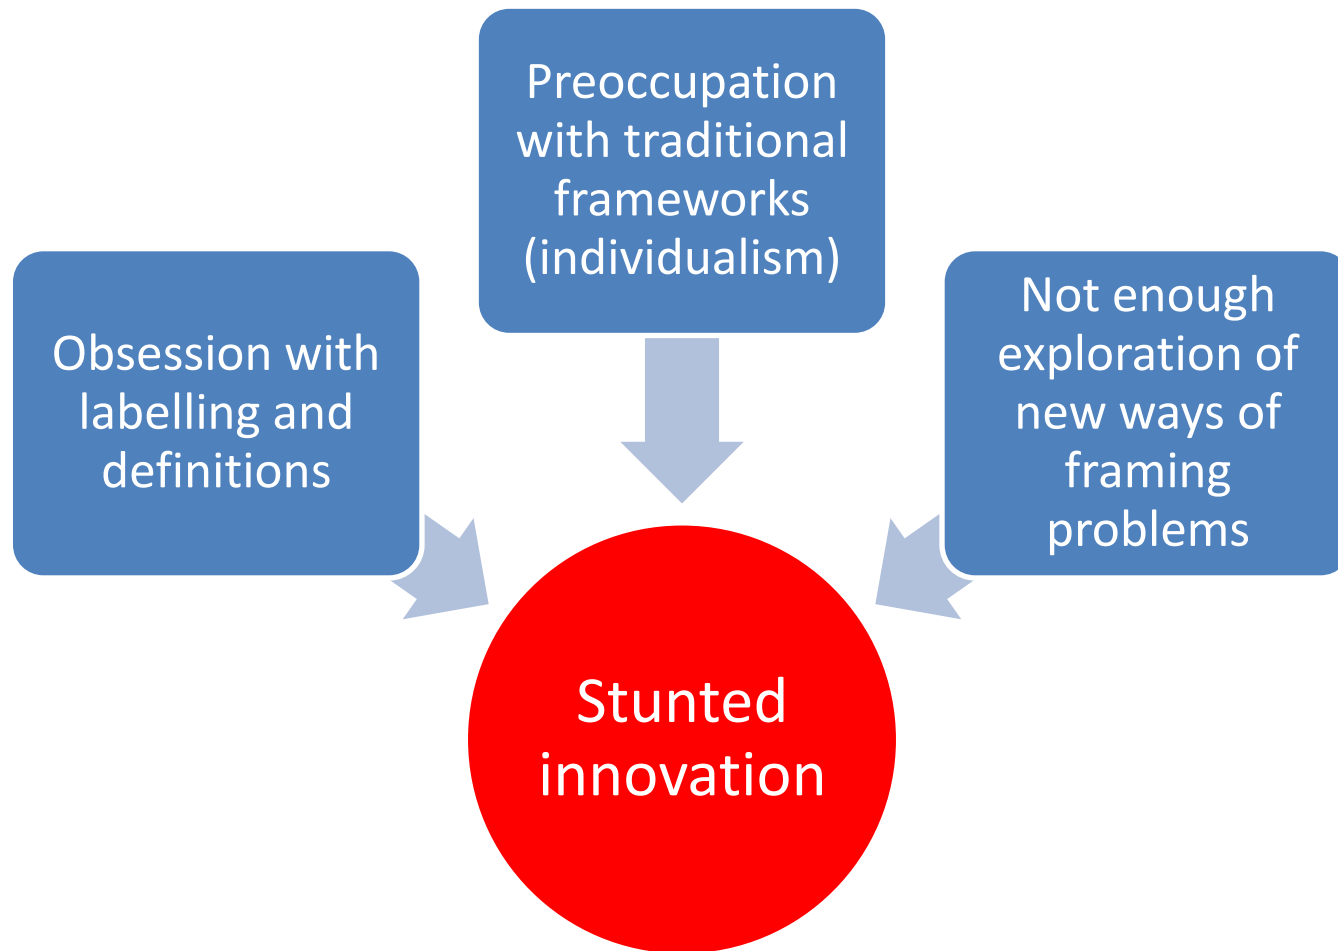 Preoccupation
with traditional
frameworks
(individualism)
Obsession with
labelling and
definitions
Not enough
exploration of
new ways of
framing
problems
Stunted
innovation